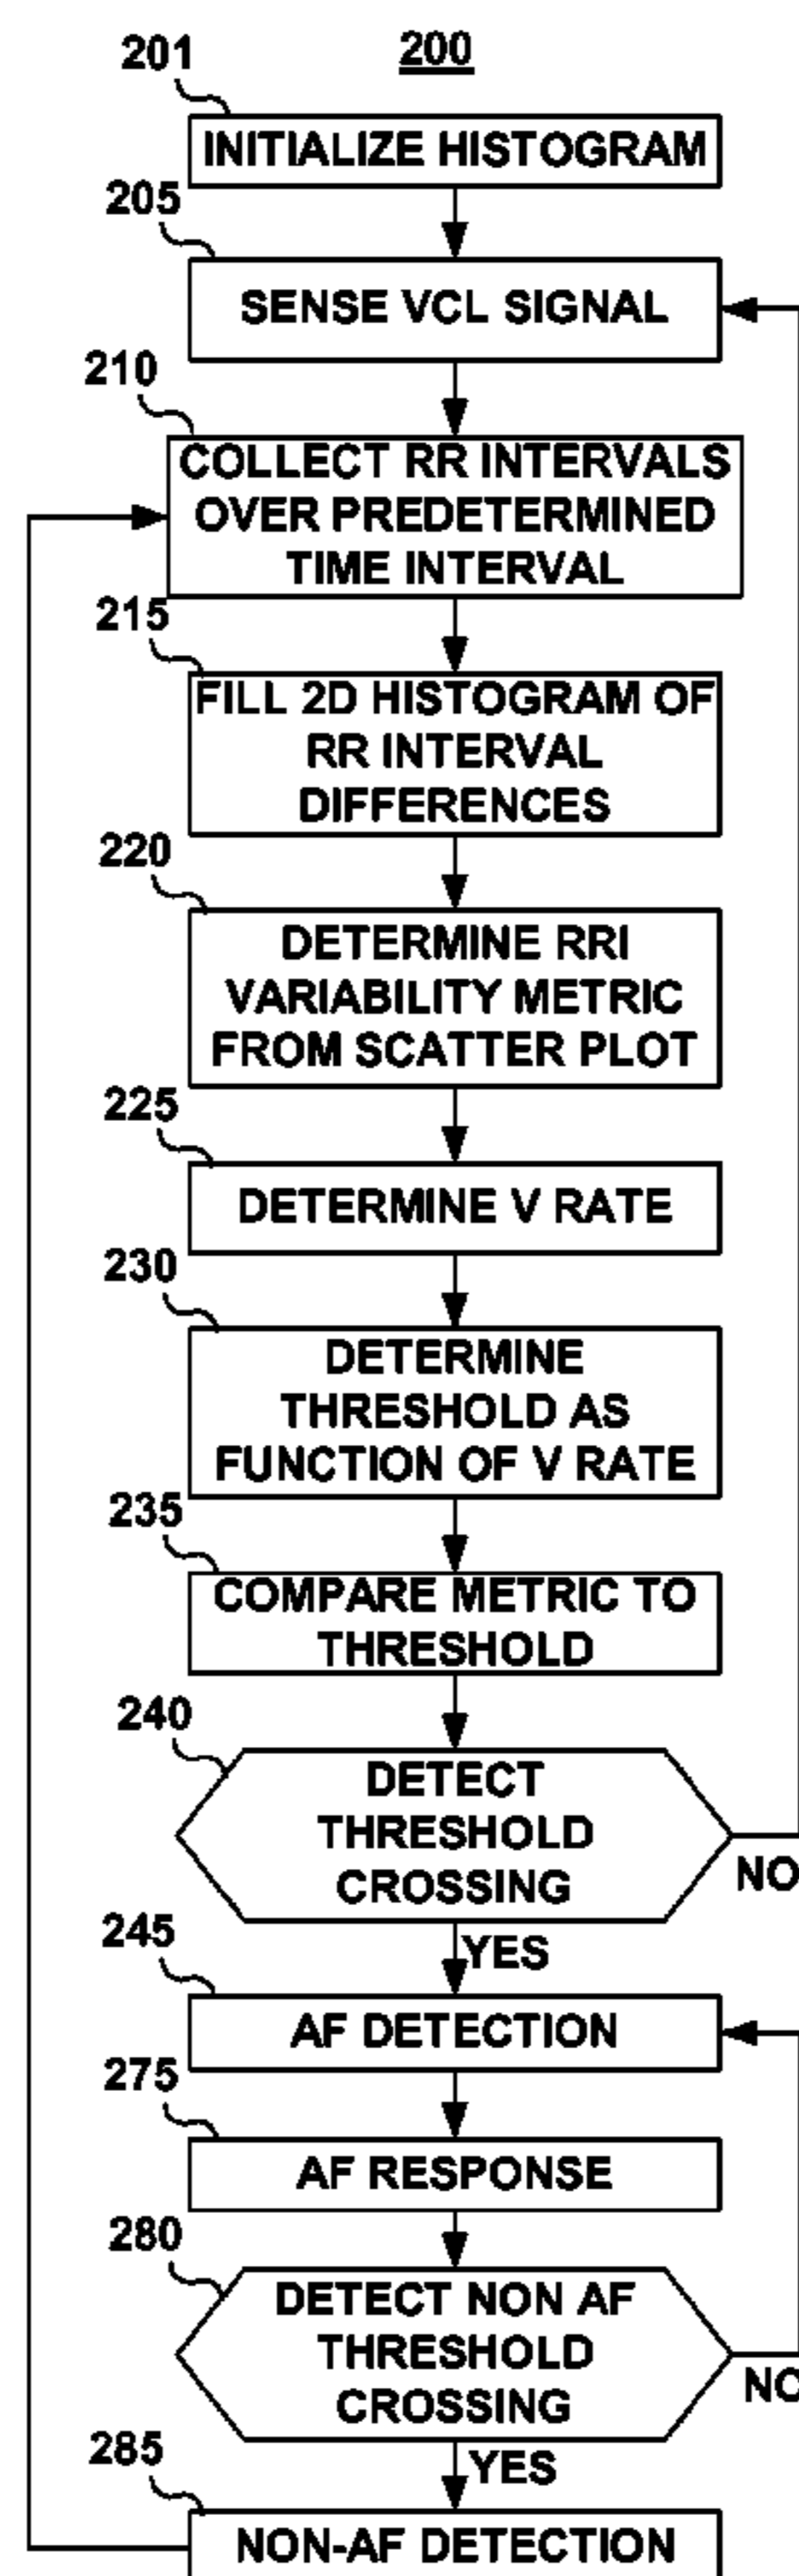 200
201
INITIALIZE HISTOGRAM
205
SENSE VCL SIGNAL
210
COLLECT RR INTERVALS
OVER PREDETERMINED
TIME INTERVAL
215
FILL 2D HISTOGRAM OF
RR INTERVAL
DIFFERENCES
220
DETERMINE RRI
VARIABILITY METRIC
FROM SCATTER PLOT
225
DETERMINE V RATE
230
DETERMINE
THRESHOLD AS
FUNCTION OF V RATE
235
COMPARE METRIC TO
THRESHOLD
240
DETECT
THRESHOLD
CROSSING
NO
YES
245
AF DETECTION
275
AF RESPONSE
280
DETECT NON AF
THRESHOLD
CROSSING
NO
YES
285
NON-AF DETECTION